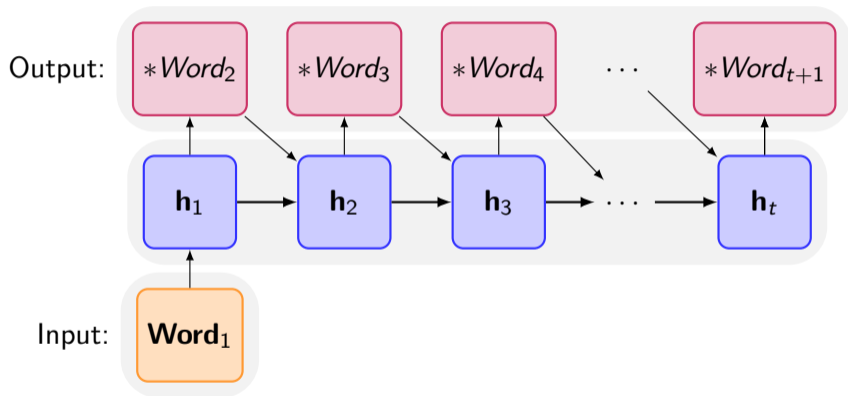 Output: *Word₂ *Word₃ *Word₄ ... *Wordₜ₊₁
h₁ h₂ h₃ ... hₜ
Input: Word₁